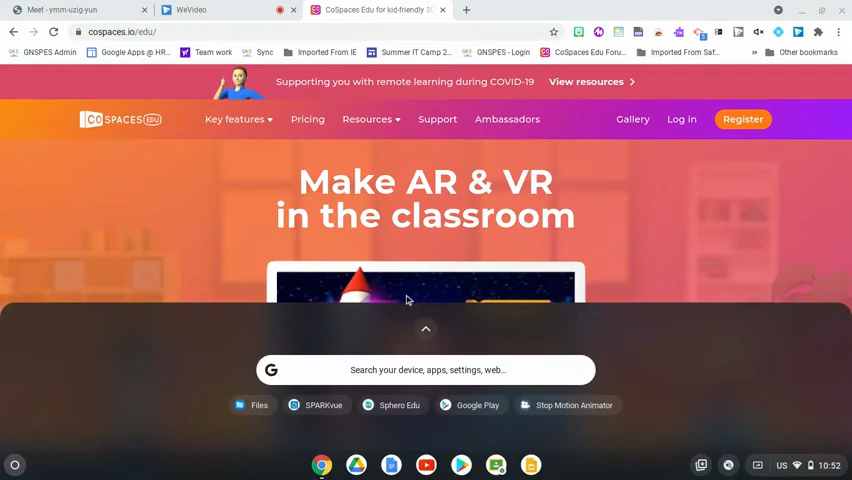 Meet - ymm-uzig-yun
WeVideo
CoSpaces Edu for kid-friendly 3D
cospaces.io/edu/
GNSPES Admin
Google Apps @ HR...
Team work
Sync
Imported From IE
Summer IT Camp 2...
GNSPES - Login
CoSpaces Edu Foru...
Imported From Saf...
Other bookmarks
Supporting you with remote learning during COVID-19 View resources
COSPACES EDU
Key features
Pricing
Resources
Support
Ambassadors
Gallery
Log in
Register
Make AR & VR
in the classroom
Search your device, apps, settings, web...
Files
SPARKvue
Sphero Edu
Google Play
Stop Motion Animator
US
10:52